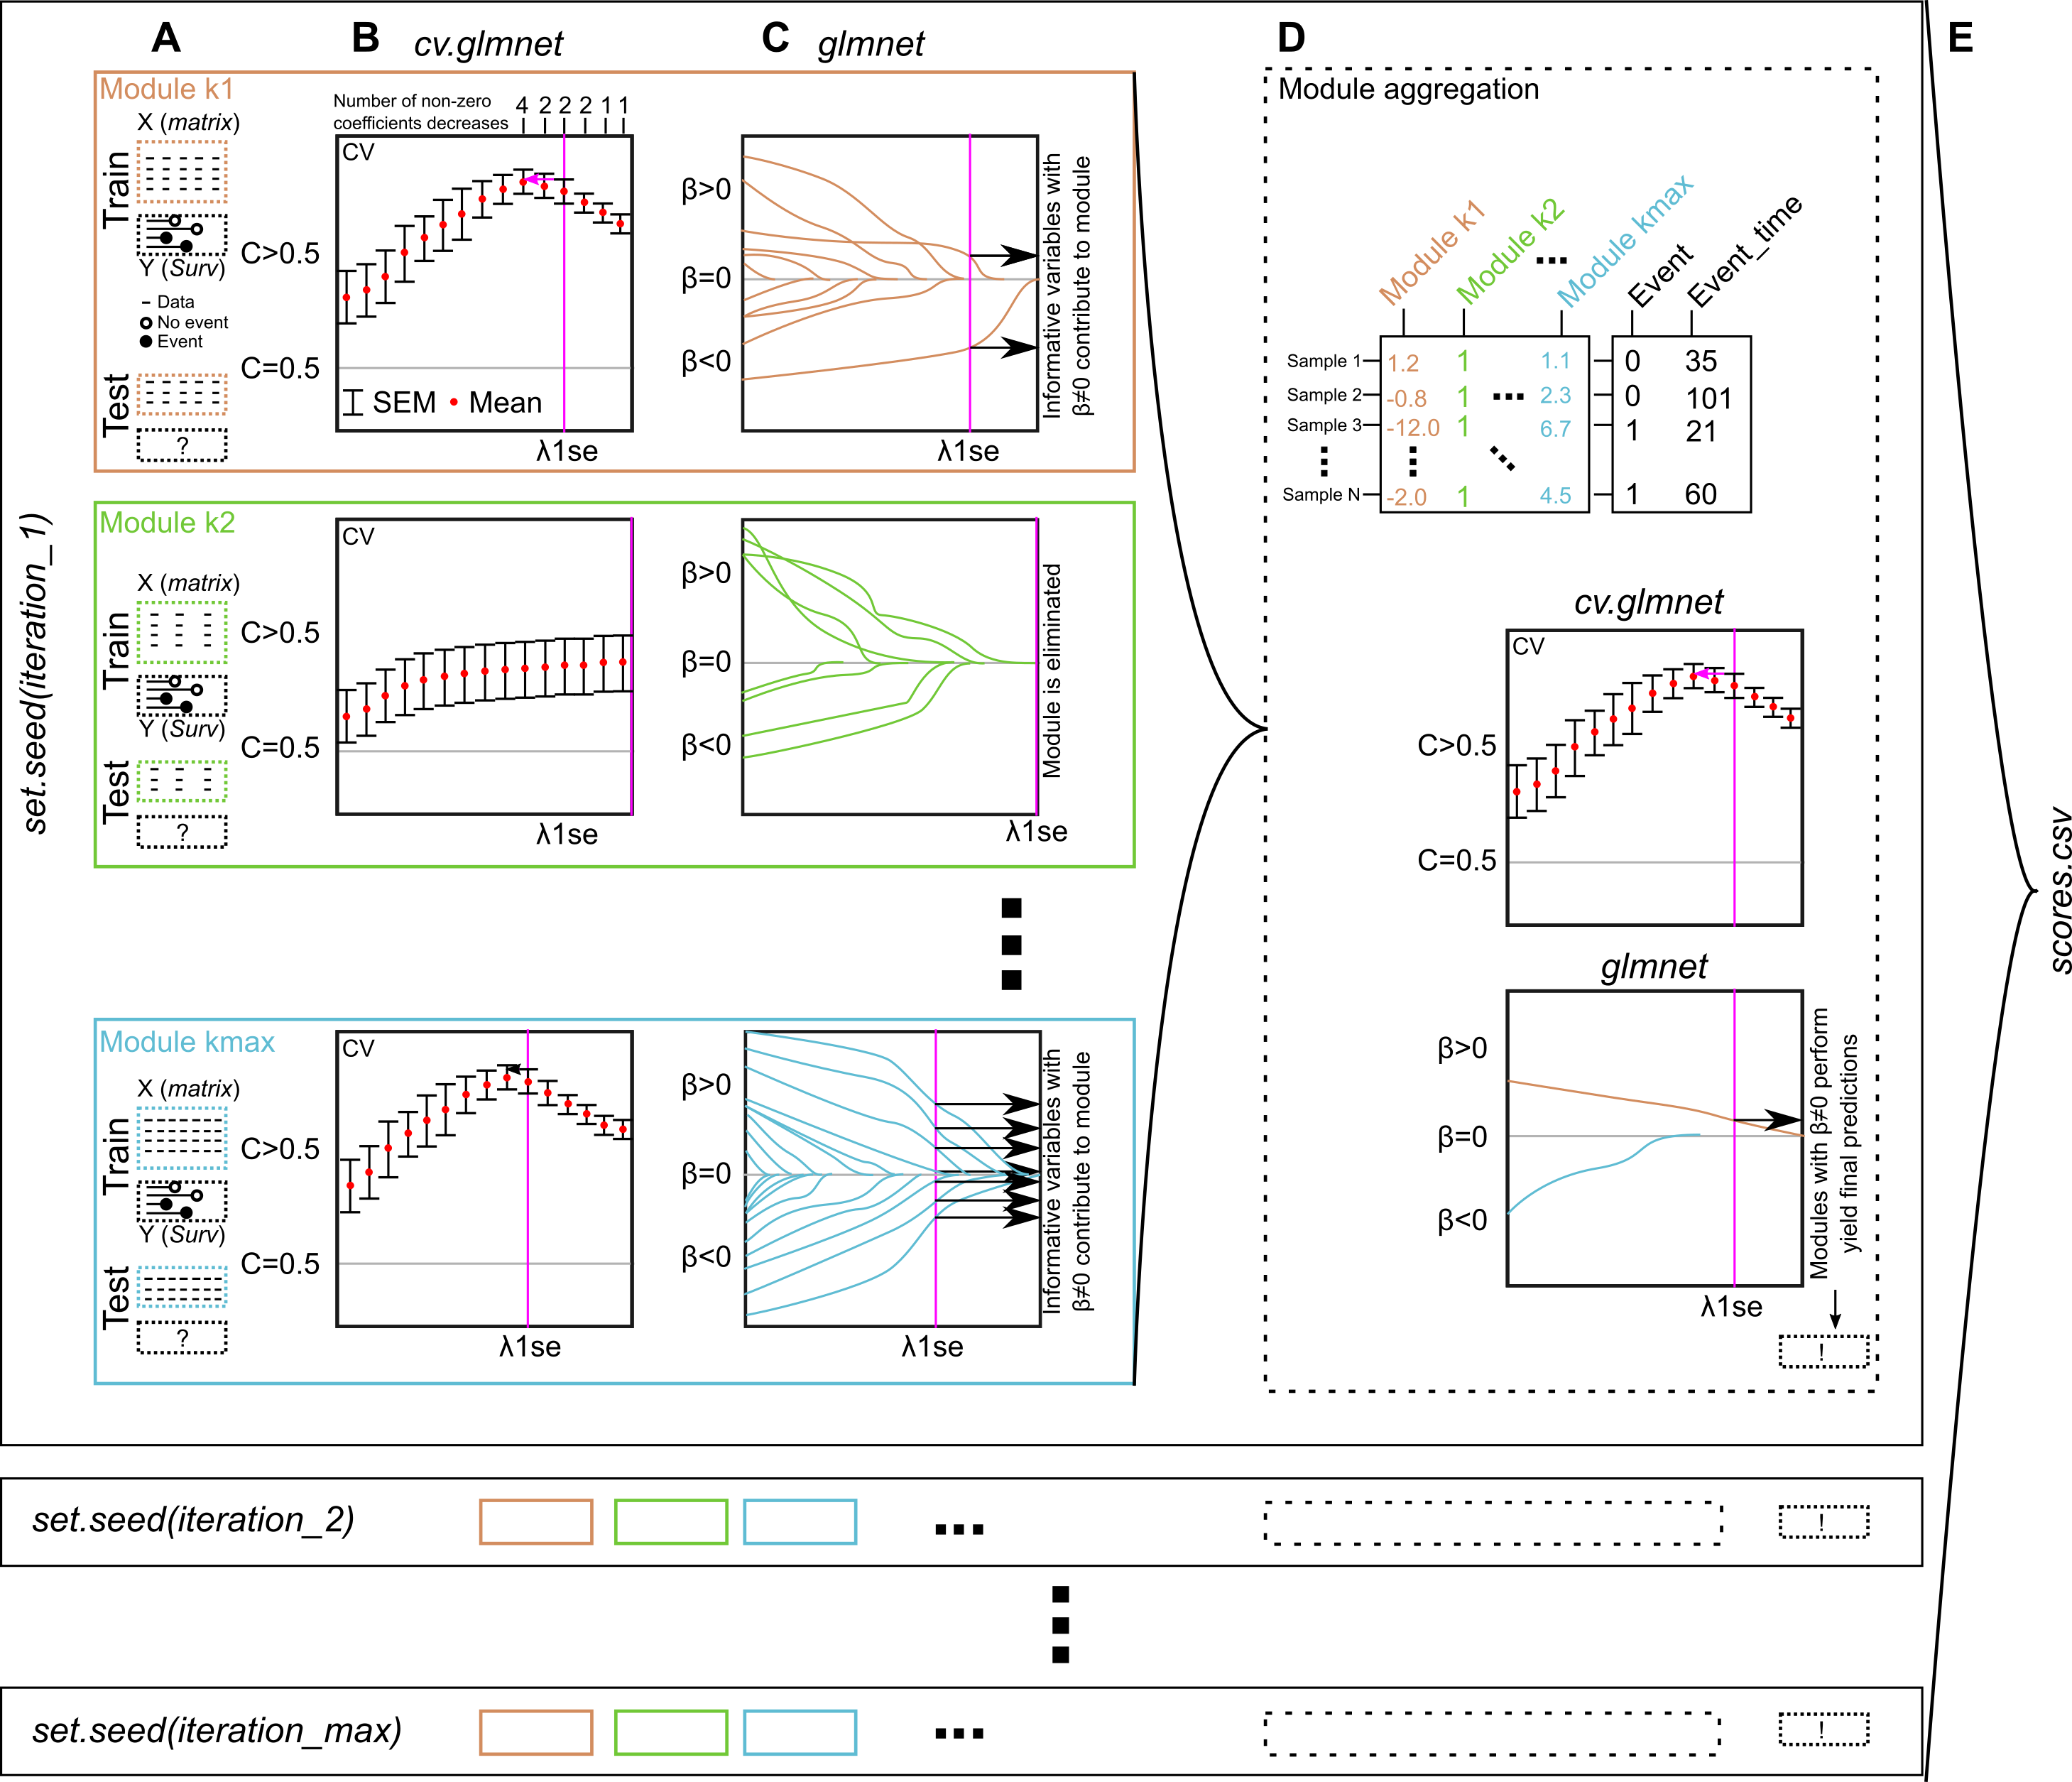 A
B
cv.glmnet
C
glmnet
D
E
set.seed(iteration_1)
Module k1
X (matrix)
Train
Y (Surv)
- Data
No event
Event
Test
?
Number of non-zero
coefficients decreases
4 2 2 2 1 1
CV
C>0.5
C=0.5
SEM
Mean
λ1se
β>0
β=0
β<0
λ1se
Informative variables with
β≠0 contribute to module
Module k2
X (matrix)
Train
Y (Surv)
Test
?
CV
C>0.5
C=0.5
λ1se
β>0
β=0
β<0
λ1se
Module is eliminated
Module kmax
X (matrix)
Train
Y (Surv)
Test
?
CV
C>0.5
C=0.5
λ1se
β>0
β=0
β<0
λ1se
Informative variables with
β≠0 contribute to module
Module aggregation
Module k1
Module k2
...
Module kmax
Event
Event_time
Sample 1 1.2 1 1.1 0 35
Sample 2 -0.8 1 ... 2.3 0 101
Sample 3 -12.0 1 6.7 1 21
Sample N -2.0 1 4.5 1 60
cv.glmnet
CV
C>0.5
C=0.5
glmnet
β>0
β=0
β<0
λ1se
Modules with β≠0 perform
yield final predictions
!
scores.csv
set.seed(iteration_2)
...
!
set.seed(iteration_max)
...
!